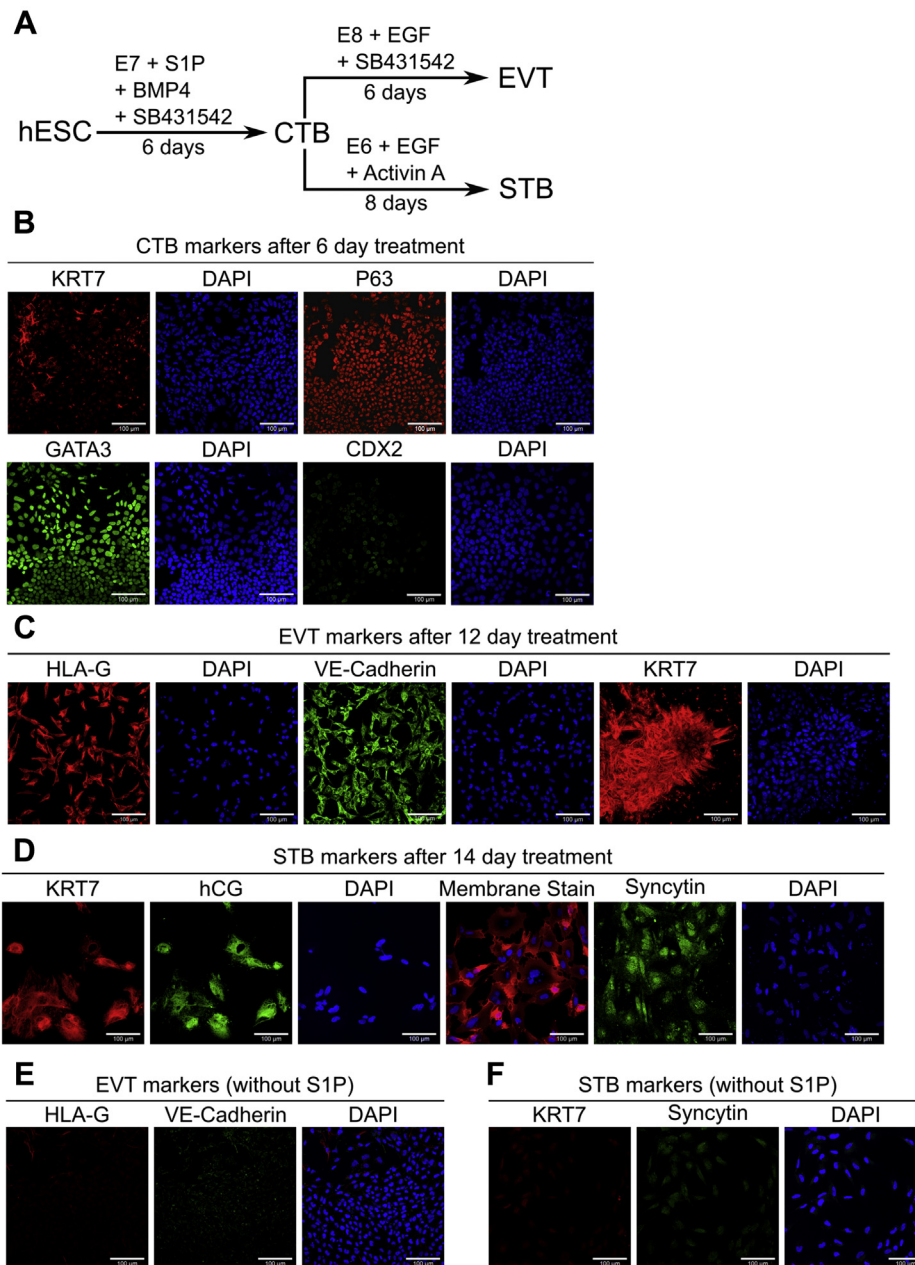 A
E7 + S1P
+ BMP4
+ SB431542
hESC
6 days
CTB
E8 + EGF
+ SB431542
6 days
EVT
E6 + EGF
+ Activin A
8 days
STB
B
CTB markers after 6 day treatment
KRT7 DAPI P63 DAPI
100 µm 100 µm 100 µm 100 µm
GATA3 DAPI CDX2 DAPI
100 µm 100 µm 100 µm 100 µm
C
EVT markers after 12 day treatment
HLA-G DAPI VE-Cadherin DAPI KRT7 DAPI
100 µm 100 µm 100 µm 100 µm 100 µm 100 µm
D
STB markers after 14 day treatment
KRT7 hCG DAPI Membrane Stain Syncytin DAPI
100 µm 100 µm 100 µm 100 µm 100 µm 100 µm
E
EVT markers (without S1P)
HLA-G VE-Cadherin DAPI
100 µm 100 µm 100 µm
F
STB markers (without S1P)
KRT7 Syncytin DAPI
100 µm 100 µm 100 µm